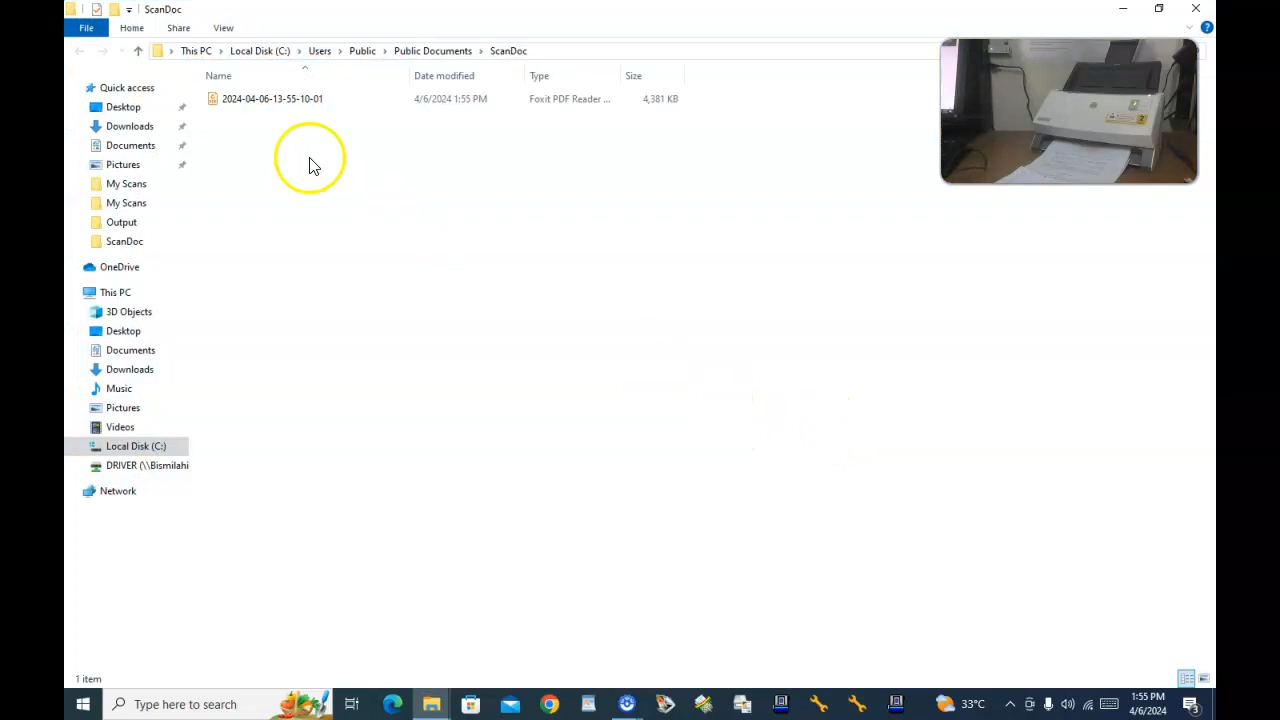 ScanDoc
File Home Share View
This PC > Local Disk (C:) > Users > Public > Public Documents > ScanDoc
Name Date modified Type Size
2024-04-06-13-55-10-01 4/6/2024 1:55 PM Foxit PDF Reader ... 4,381 KB
Quick access
Desktop
Downloads
Documents
Pictures
My Scans
My Scans
Output
ScanDoc
OneDrive
This PC
3D Objects
Desktop
Documents
Downloads
Music
Pictures
Videos
Local Disk (C:)
DRIVER (\\Bismilahi
Network
1 item
Type here to search
33°C
1:55 PM
4/6/2024
3